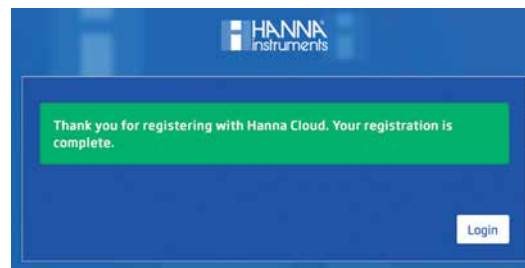 HANNA
instruments
Thank you for registering with Hanna Cloud. Your registration is
complete.
Login